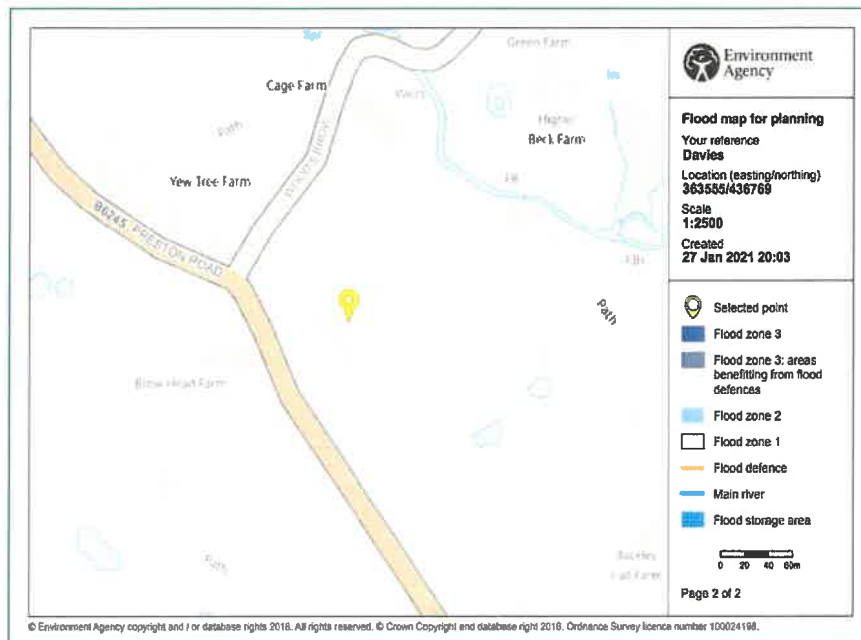 Environment
Agency
Flood map for planning
Your reference
Davies
Location (easting/northing)
363555/436769
Scale
1:2500
Created
27 Jan 2021 20:03
Selected point
Flood zone 3
Flood zone 3: areas
benefitting from flood
defences
Flood zone 2
Flood zone 1
Flood defence
Main river
Flood storage area
0 20 40 60m
Page 2 of 2
Green Farm
Cage Farm
Path
Higher
Beck Farm
Yew Tree Farm
B6245 PRESTON ROAD
FB
Path
Brow Head Farm
Path
Farm
© Environment Agency copyright and / or database rights 2018. All rights reserved. © Crown Copyright and database right 2018. Ordnance Survey licence number 100024198.